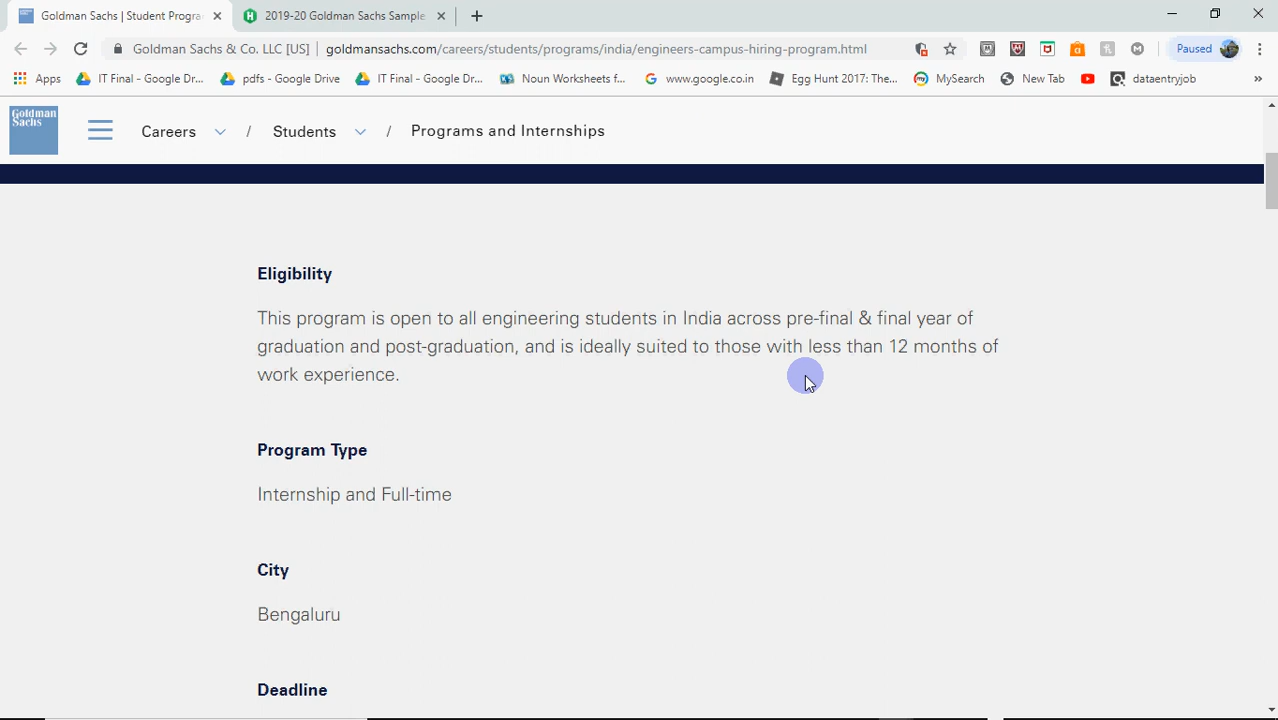 Goldman Sachs | Student Progra
2019-20 Goldman Sachs Sample
Goldman Sachs & Co. LLC [US] | goldmansachs.com/careers/students/programs/india/engineers-campus-hiring-program.html
Paused
Apps
IT Final - Google Dr...
pdfs - Google Drive
IT Final - Google Dr...
Noun Worksheets f...
www.google.co.in
Egg Hunt 2017: The...
MySearch
New Tab
dataentryjob
Goldman
Sachs
Careers / Students / Programs and Internships
Eligibility
This program is open to all engineering students in India across pre-final & final year of
graduation and post-graduation, and is ideally suited to those with less than 12 months of
work experience.
Program Type
Internship and Full-time
City
Bengaluru
Deadline